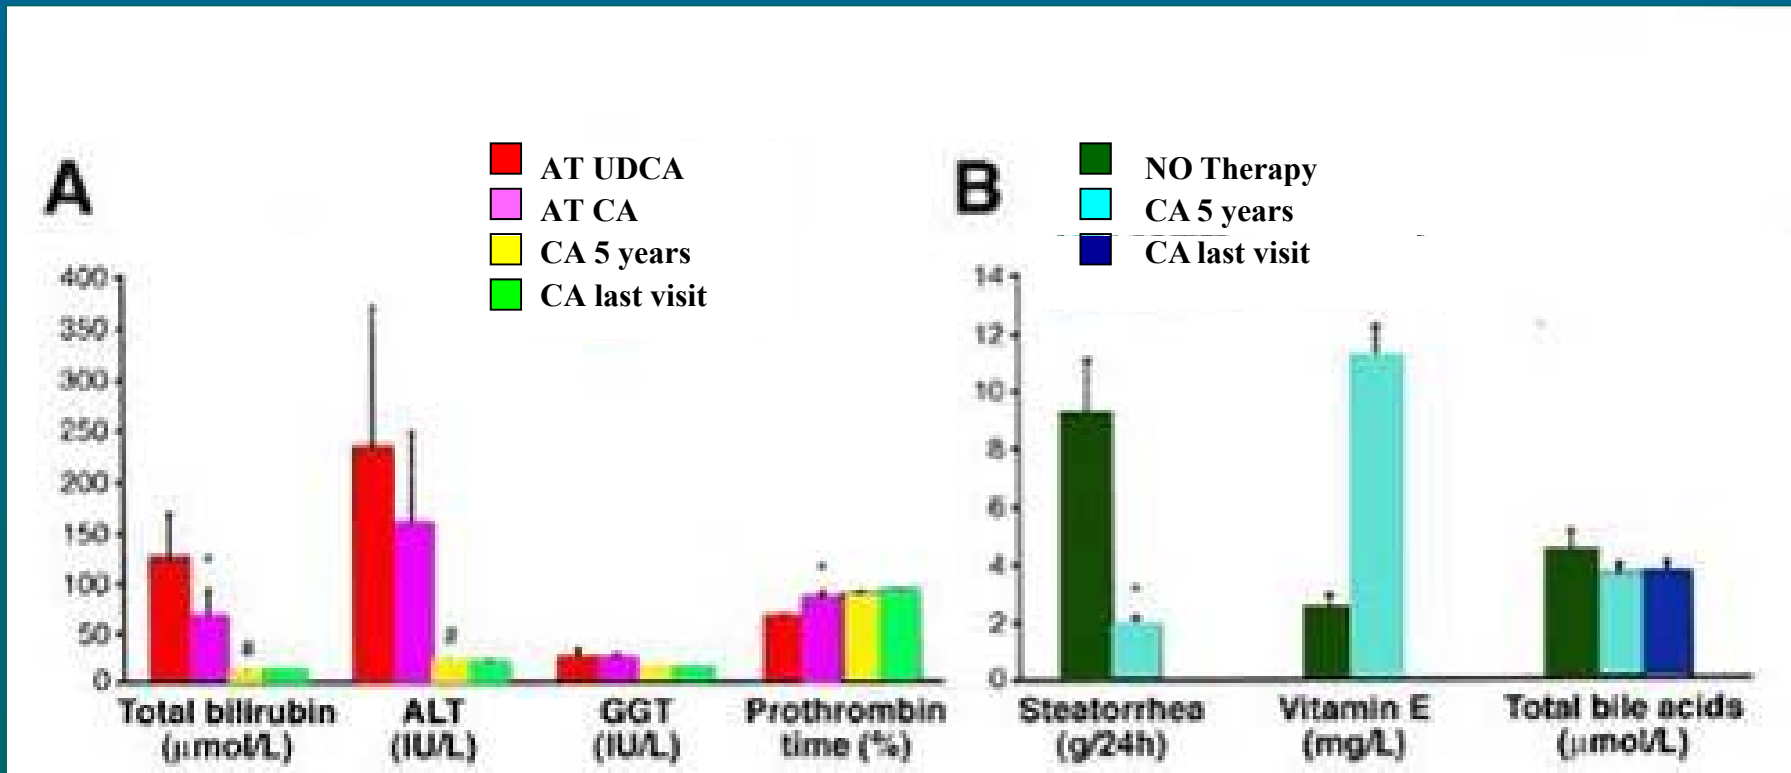 A
AT UDCA
AT CA
CA 5 years
CA last visit
400
350
300
250
200
150
100
50
0
Total bilirubin
(μmol/L)
ALT
(IU/L)
GGT
(IU/L)
Prothrombin
time (%)
B
NO Therapy
CA 5 years
CA last visit
14
12
10
8
6
4
2
0
Steatorrhea
(g/24h)
Vitamin E
(mg/L)
Total bile acids
(μmol/L)